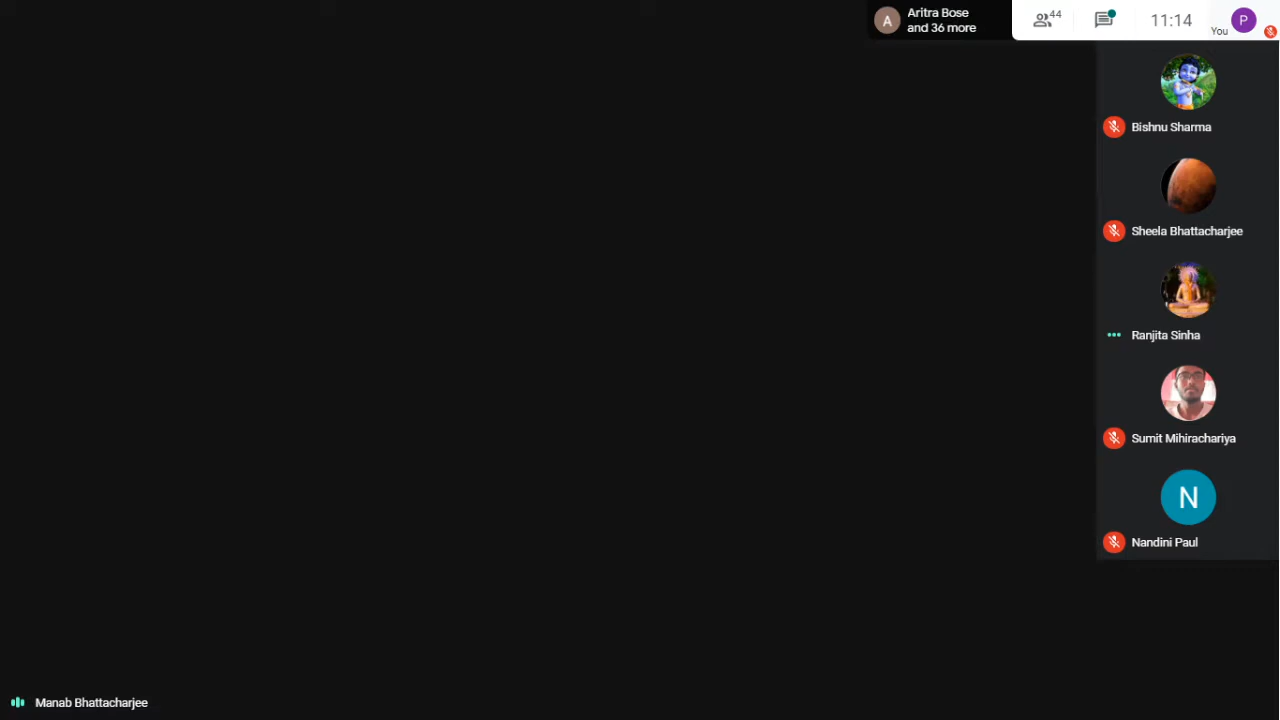 Aritra Bose
and 36 more
A
44
11:14
You
P
Bishnu Sharma
Sheela Bhattacharjee
Ranjita Sinha
Sumit Mihirachariya
N
Nandini Paul
Manab Bhattacharjee